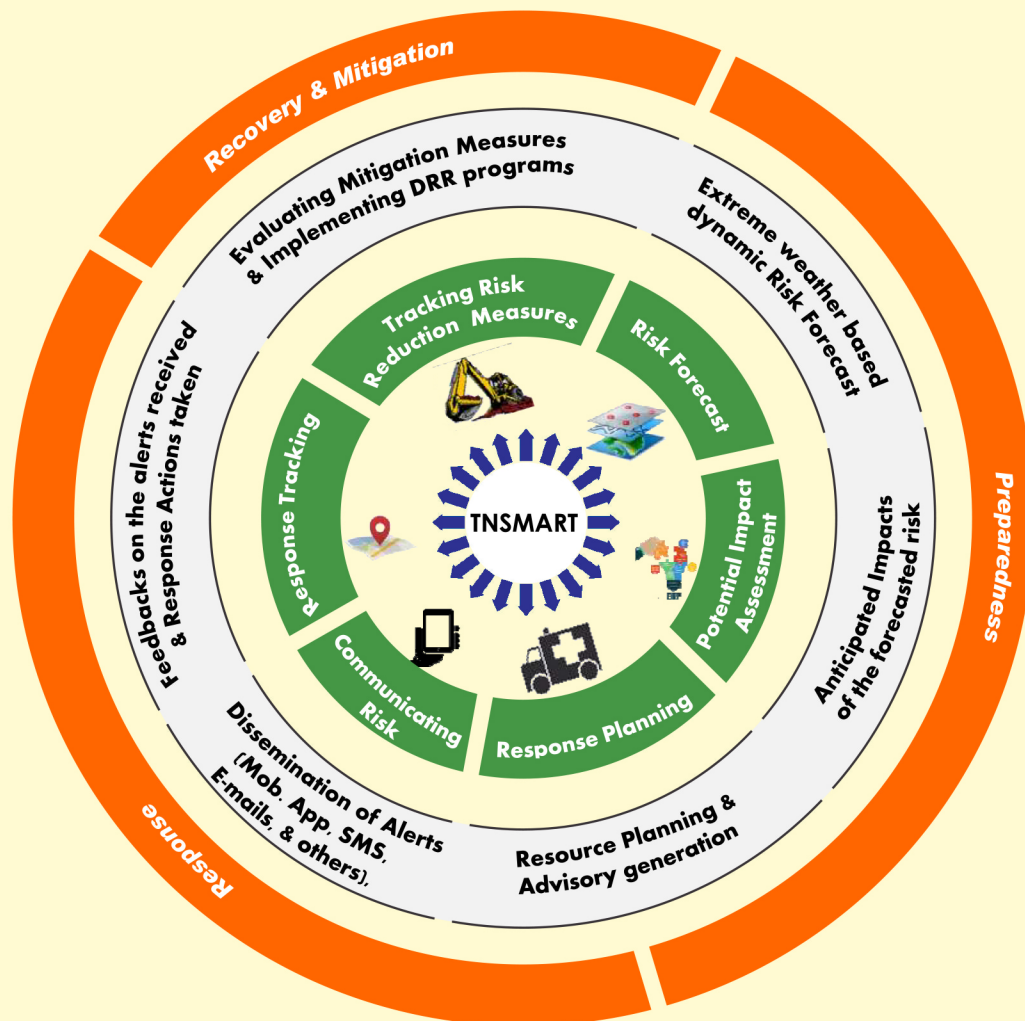 Recovery & Mitigation
Preparedness
Response
Evaluating Mitigation Measures
& Implementing DRR programs
Extreme weather based
dynamic Risk Forecast
Anticipated Impacts
of the forecasted risk
Resource Planning &
Advisory generation
Dissemination of Alerts
(Mob. App, SMS,
E-mails, & others),
Feedbacks on the alerts received
& Response Actions taken
Tracking Risk
Reduction Measures
Risk Forecast
Potential Impact
Assessment
Response Planning
Communicating
Risk
Response Tracking
TNSMART